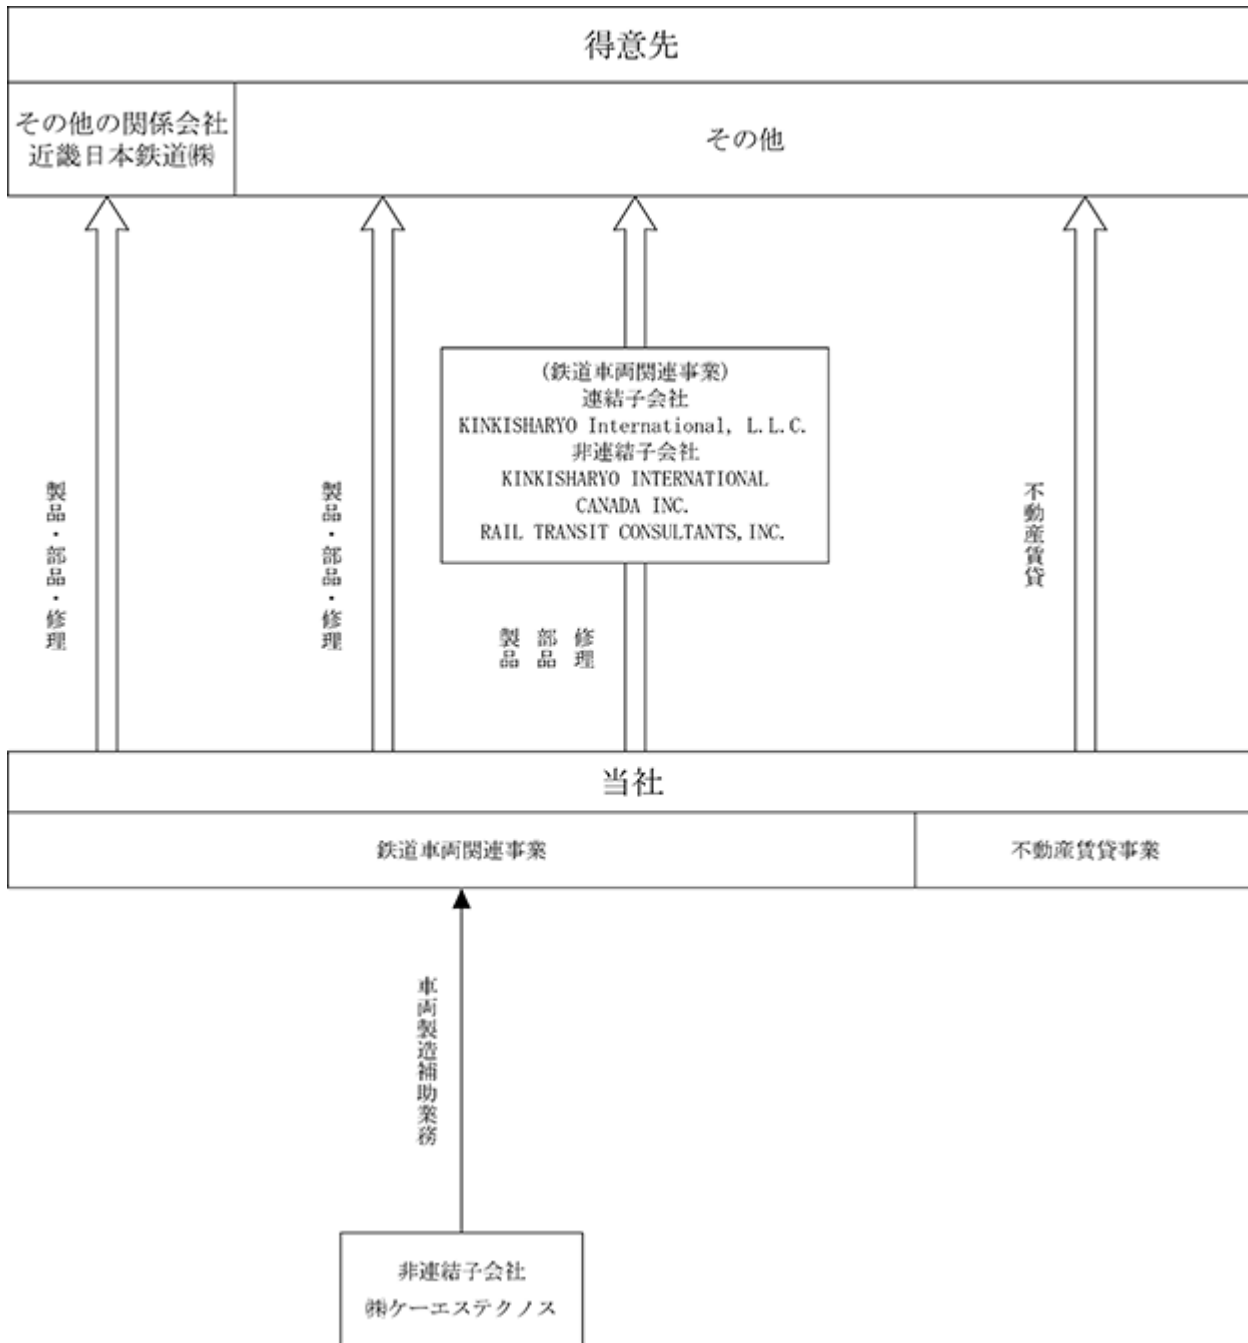 得意先
その他の関係会社
近畿日本鉄道㈱
その他
(鉄道車両関連事業)
連結子会社
KINKISHARYO International, L.L.C.
非連結子会社
KINKISHARYO INTERNATIONAL
CANADA INC.
RAIL TRANSIT CONSULTANTS, INC.
製品・部品・修理
製品・部品・修理
製品
部品
修理
不動産賃貸
当社
鉄道車両関連事業
不動産賃貸事業
車両製造補助業務
非連結子会社
㈱ケーエステクノス